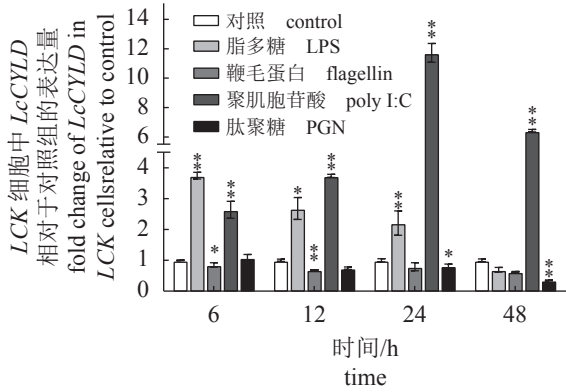 LCK 细胞中 LcCYLD
相对于对照组的表达量
fold change of LcCYLD in
LCK cellsrelative to control
14
12
10
8
6
4
3
2
1
0
对照 control
脂多糖 LPS
鞭毛蛋白 flagellin
聚肌胞苷酸 poly I:C
肽聚糖 PGN
** ** *
* ** **
** ** *
** **
6 12 24 48
时间/h
time